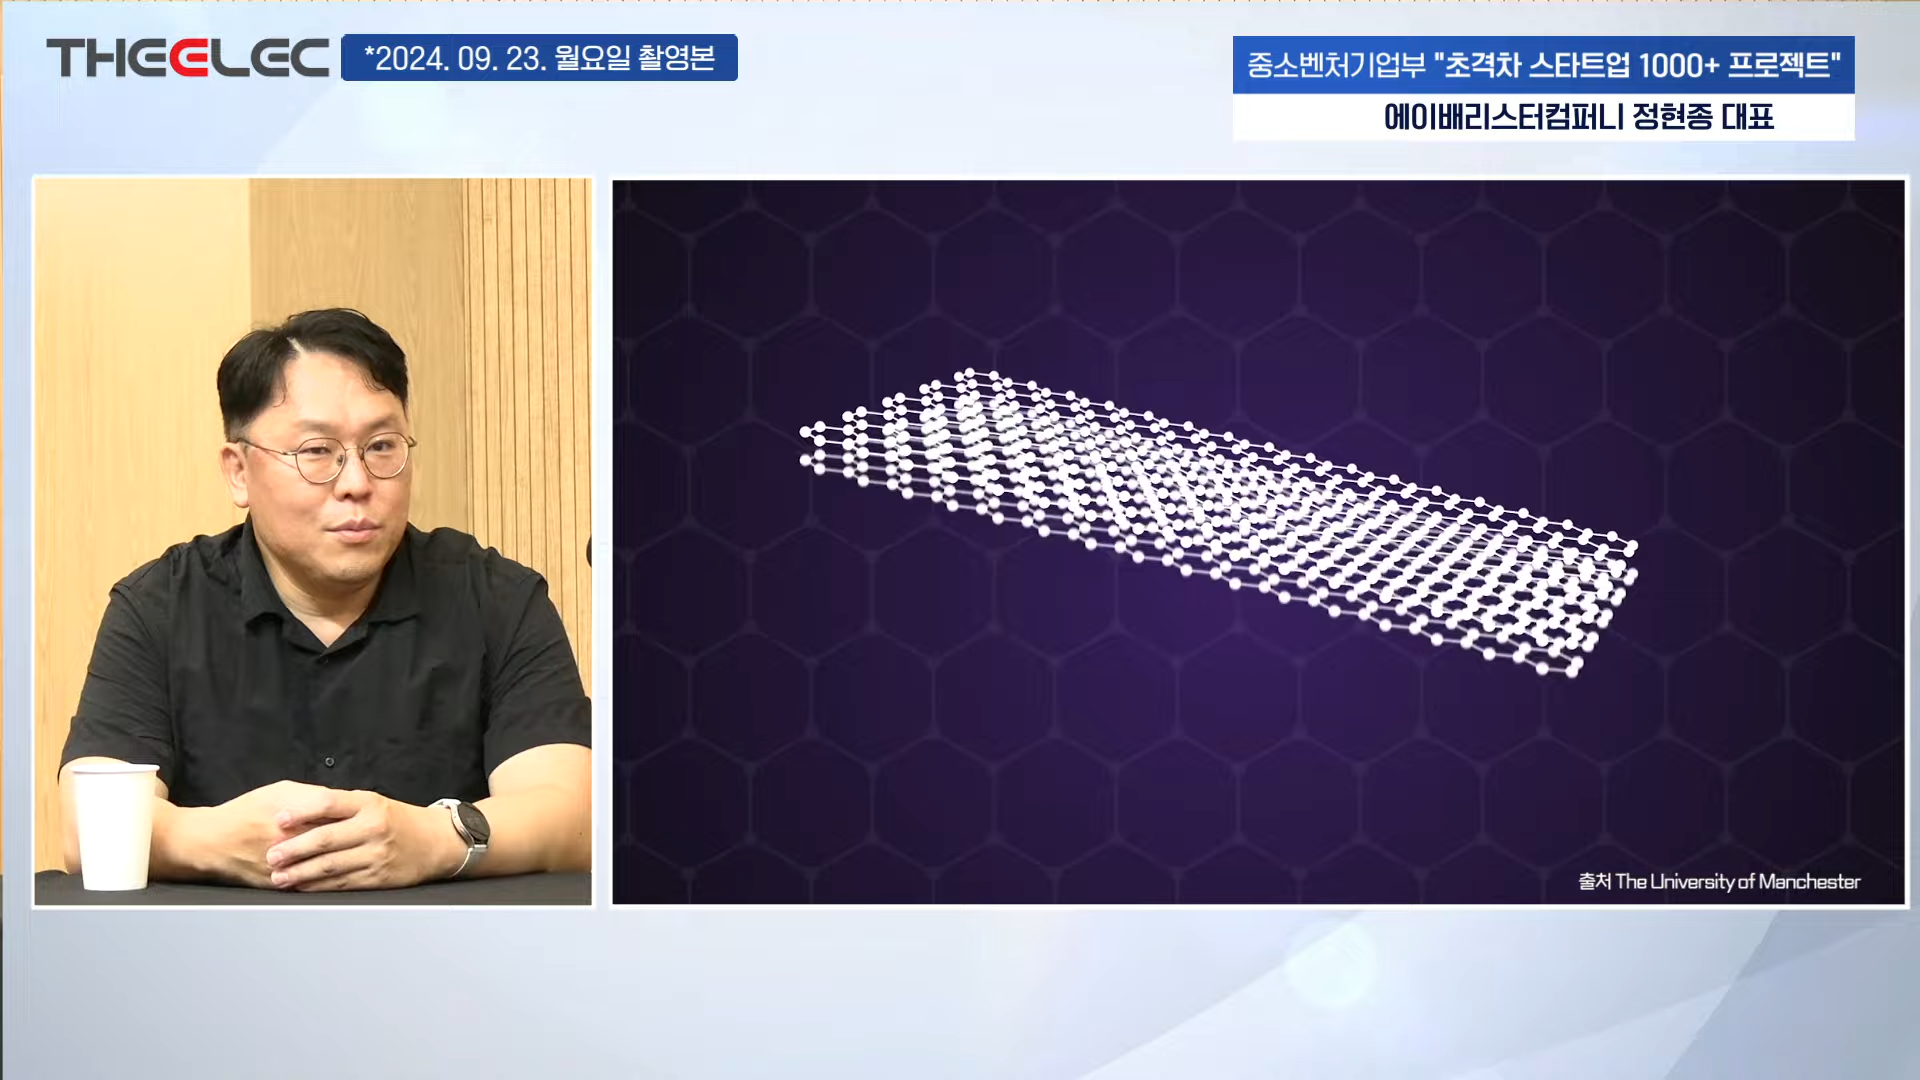 THEELEC
*2024. 09. 23. 월요일 촬영본
중소벤처기업부 "초격차 스타트업 1000+ 프로젝트"
에이배리스터컴퍼니 정현종 대표
출처 The University of Manchester